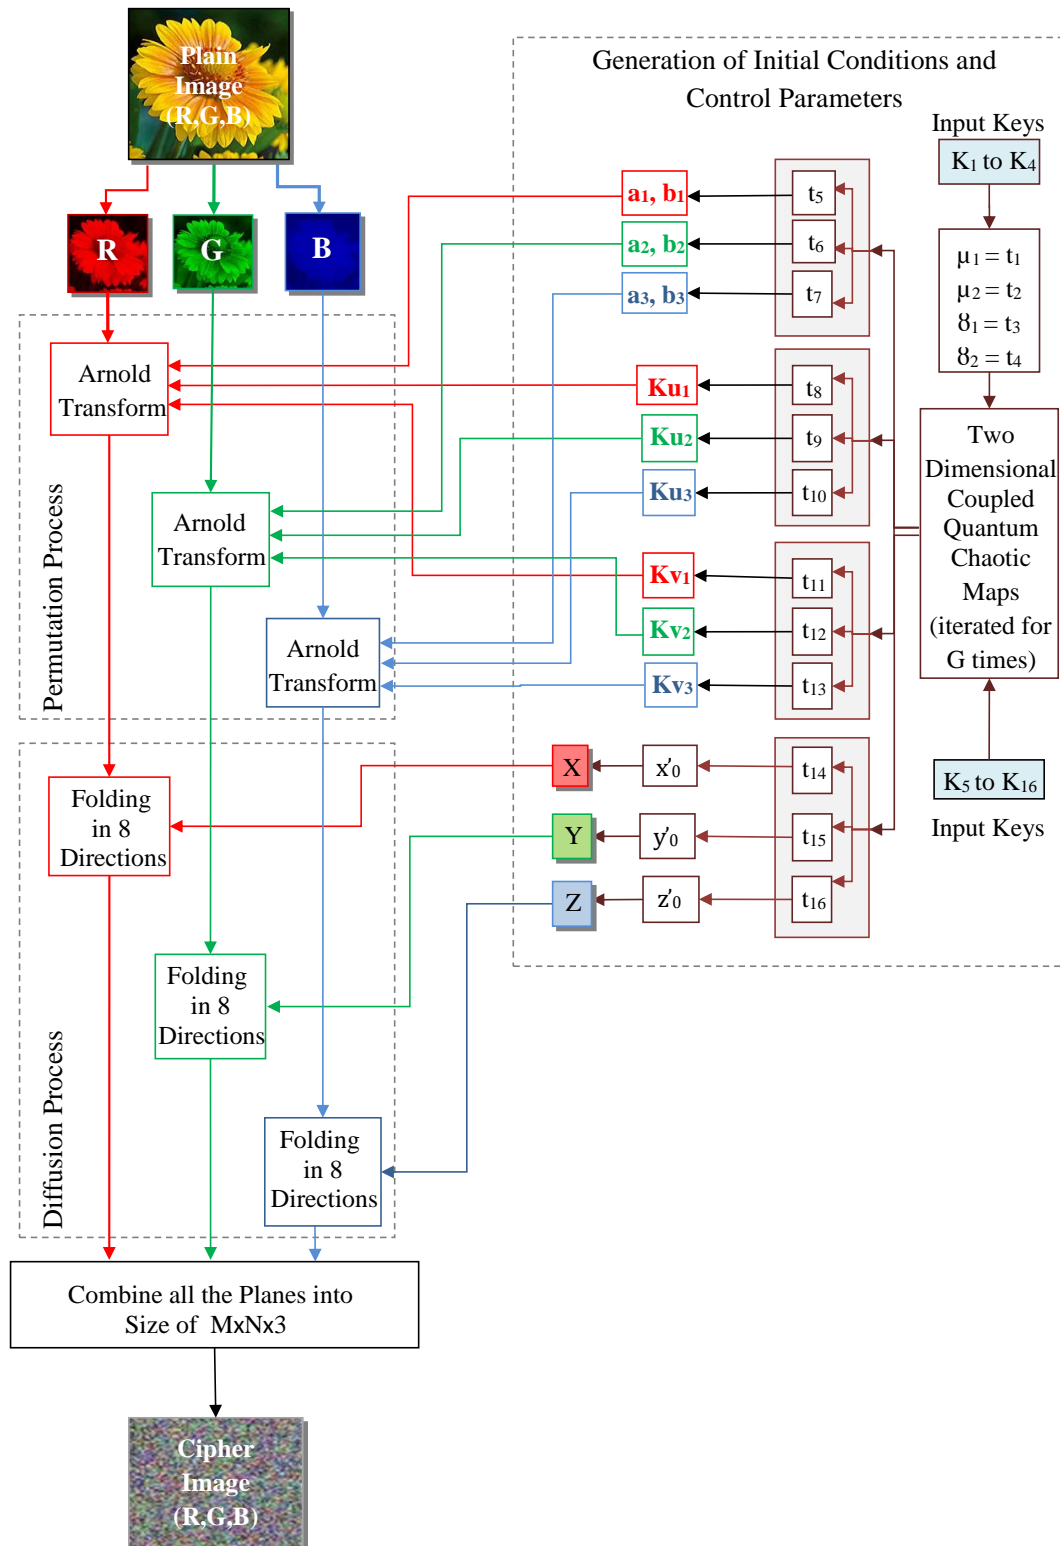 Plain
Image
(R,G,B)
R
G
B
Generation of Initial Conditions and
Control Parameters
Input Keys
K₁ to K₄
µ₁ = t₁
µ₂ = t₂
Ȣ₁ = t₃
Ȣ₂ = t₄
Two
Dimensional
Coupled
Quantum
Chaotic
Maps
(iterated for
G times)
K₅ to K₁₆
Input Keys
a₁, b₁
t₅
a₂, b₂
t₆
a₃, b₃
t₇
Ku₁
t₈
Ku₂
t₉
Ku₃
t₁₀
Kv₁
t₁₁
Kv₂
t₁₂
Kv₃
t₁₃
X
x'₀
t₁₄
Y
y'₀
t₁₅
Z
z'₀
t₁₆
Permutation Process
Arnold
Transform
Arnold
Transform
Arnold
Transform
Diffusion Process
Folding
in 8
Directions
Folding
in 8
Directions
Folding
in 8
Directions
Combine all the Planes into
Size of MxNx3
Cipher
Image
(R,G,B)